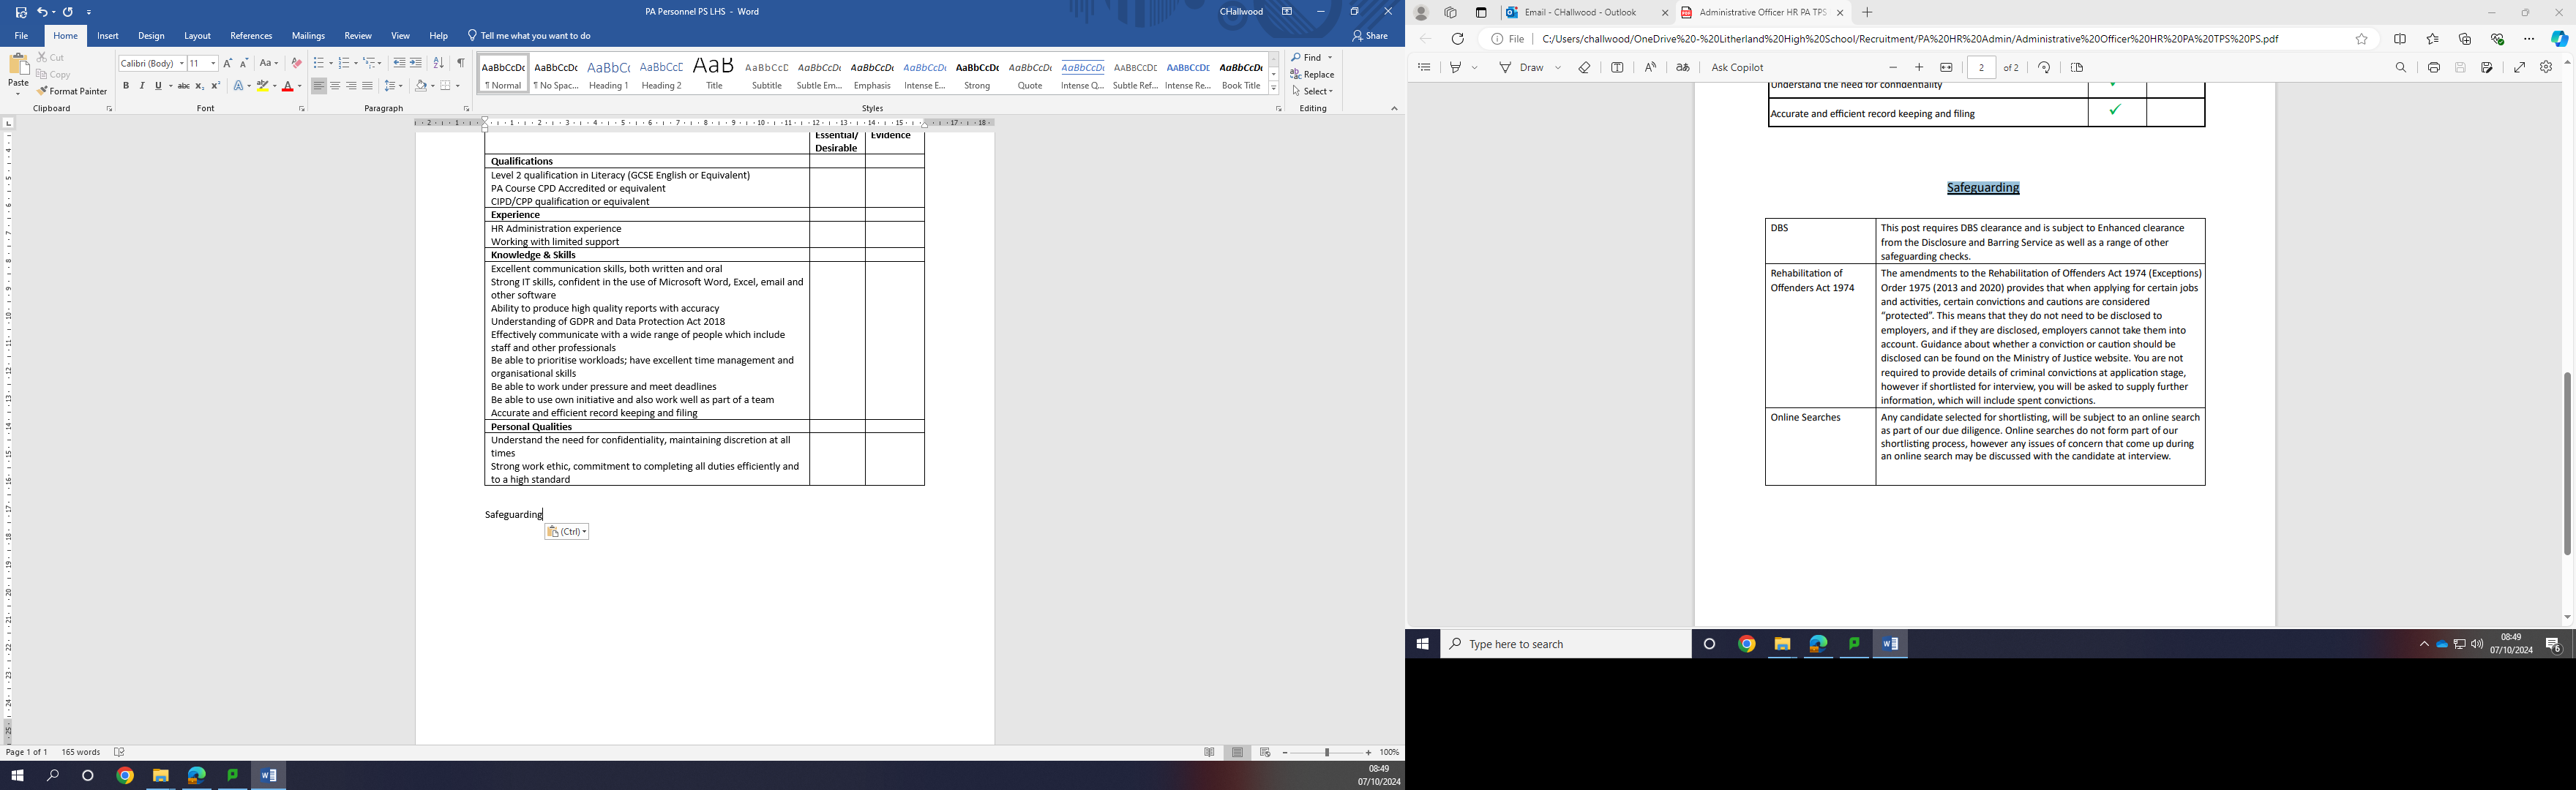 PA Personnel PS LHS - Word
CHallwood
File Home Insert Design Layout References Mailings Review View Help Tell me what you want to do
Share
Paste
Cut
Copy
Format Painter
Clipboard
Calibri (Body) 11
Font
Paragraph
AaBbCcDc AaBbCcDc AaBbCc AaBbCcC AaB AaBbCcC AaBbCcDt AaBbCcDt AaBbCcDt AaBbCcDc AaBbCcDc AaBbCcDt AABBCCDD AABBCCDD AaBbCcDt
¶ Normal ¶ No Spac... Heading 1 Heading 2 Title Subtitle Subtle Em... Emphasis Intense E... Strong Quote Intense Q... Subtle Ref... Intense Re... Book Title
Styles
Find
Replace
Select
Editing
Essential/ Evidence
Desirable
Qualifications
Level 2 qualification in Literacy (GCSE English or Equivalent)
PA Course CPD Accredited or equivalent
CIPD/CPP qualification or equivalent
Experience
HR Administration experience
Working with limited support
Knowledge & Skills
Excellent communication skills, both written and oral
Strong IT skills, confident in the use of Microsoft Word, Excel, email and
other software
Ability to produce high quality reports with accuracy
Understanding of GDPR and Data Protection Act 2018
Effectively communicate with a wide range of people which include
staff and other professionals
Be able to prioritise workloads; have excellent time management and
organisational skills
Be able to work under pressure and meet deadlines
Be able to use own initiative and also work well as part of a team
Accurate and efficient record keeping and filing
Personal Qualities
Understand the need for confidentiality, maintaining discretion at all
times
Strong work ethic, commitment to completing all duties efficiently and
to a high standard
Safeguarding
(Ctrl)
Page 1 of 1 165 words
100%
08:49
07/10/2024
Email - CHallwood - Outlook
Administrative Officer HR PA TPS
File C:/Users/challwood/OneDrive%20-%20Litherland%20High%20School/Recruitment/PA%20HR%20Admin/Administrative%20Officer%20HR%20PA%20TPS%20PS.pdf
Draw Ask Copilot 2 of 2
Understand the need for confidentiality
Accurate and efficient record keeping and filing
Safeguarding
DBS
This post requires DBS clearance and is subject to Enhanced clearance
from the Disclosure and Barring Service as well as a range of other
safeguarding checks.
Rehabilitation of
Offenders Act 1974
The amendments to the Rehabilitation of Offenders Act 1974 (Exceptions)
Order 1975 (2013 and 2020) provides that when applying for certain jobs
and activities, certain convictions and cautions are considered
“protected”. This means that they do not need to be disclosed to
employers, and if they are disclosed, employers cannot take them into
account. Guidance about whether a conviction or caution should be
disclosed can be found on the Ministry of Justice website. You are not
required to provide details of criminal convictions at application stage,
however if shortlisted for interview, you will be asked to supply further
information, which will include spent convictions.
Online Searches
Any candidate selected for shortlisting, will be subject to an online search
as part of our due diligence. Online searches do not form part of our
shortlisting process, however any issues of concern that come up during
an online search may be discussed with the candidate at interview.
Type here to search
08:49
07/10/2024